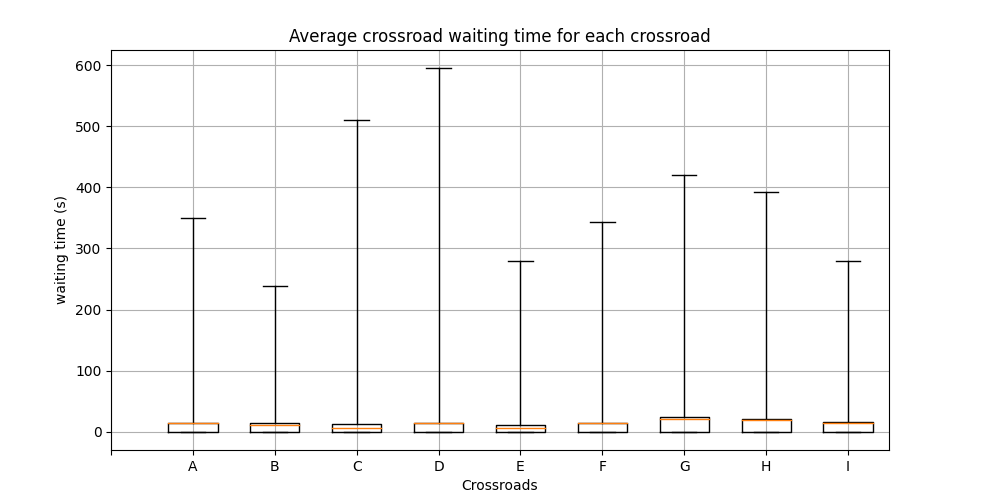 Average crossroad waiting time for each crossroad
600
500
400
300
200
100
0
waiting time (s)
A B C D E F G H I
Crossroads